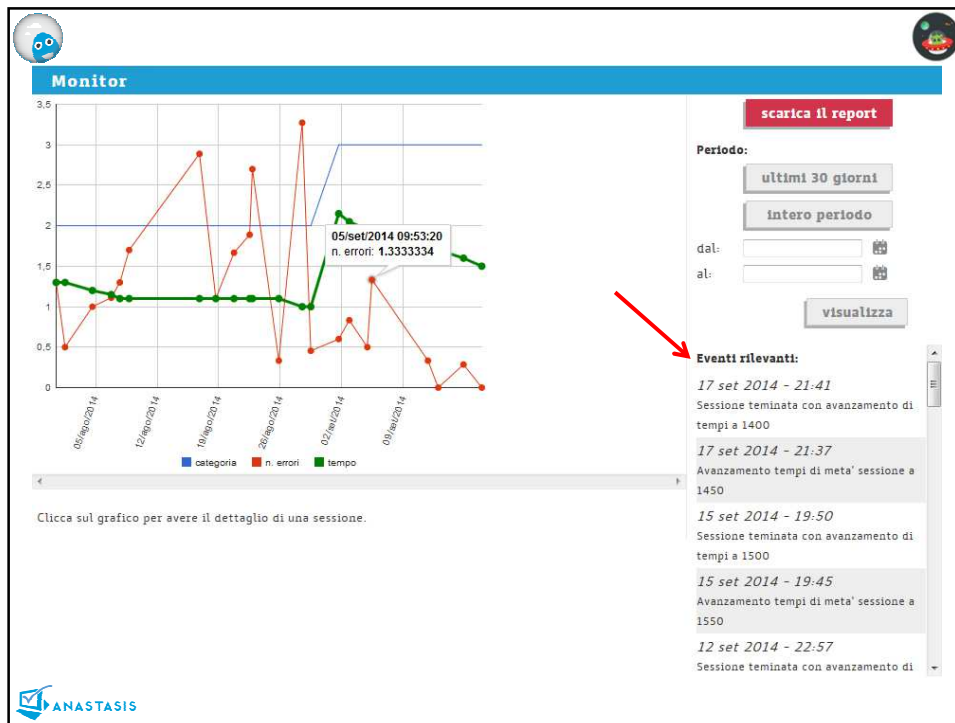 Monitor
3,5
3
2,5
2
1,5
1
0,5
0
05/set/2014 09:53:20
n. errori: 1.3333334
05/ago/2014
12/ago/2014
19/ago/2014
26/ago/2014
02/set/2014
09/set/2014
categoria
n. errori
tempo
Clicca sul grafico per avere il dettaglio di una sessione.
scarica il report
Periodo:
ultimi 30 giorni
intero periodo
dal:
al:
visualizza
Eventi rilevanti:
17 set 2014 - 21:41
Sessione teminata con avanzamento di
tempi a 1400
17 set 2014 - 21:37
Avanzamento tempi di meta' sessione a
1450
15 set 2014 - 19:50
Sessione teminata con avanzamento di
tempi a 1500
15 set 2014 - 19:45
Avanzamento tempi di meta' sessione a
1550
12 set 2014 - 22:57
Sessione teminata con avanzamento di
ANASTASIS